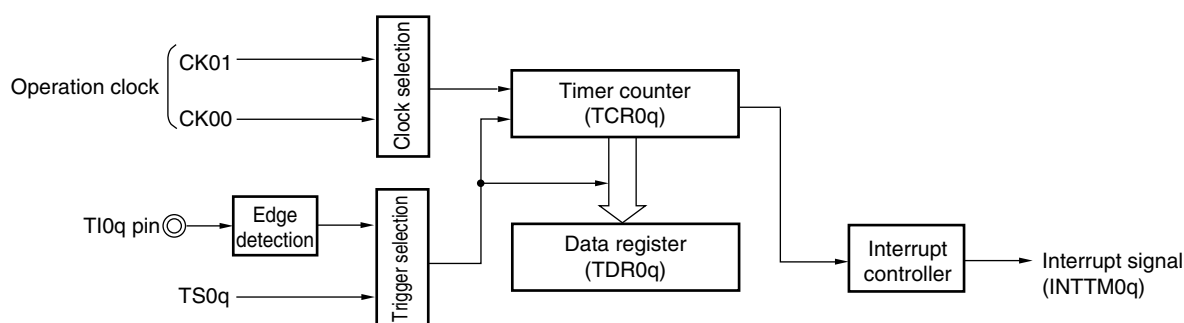 Operation clock
CK01
CK00
Clock selection
Timer counter
(TCR0q)
TI0q pin
Edge
detection
TS0q
Trigger selection
Data register
(TDR0q)
Interrupt
controller
Interrupt signal
(INTTM0q)